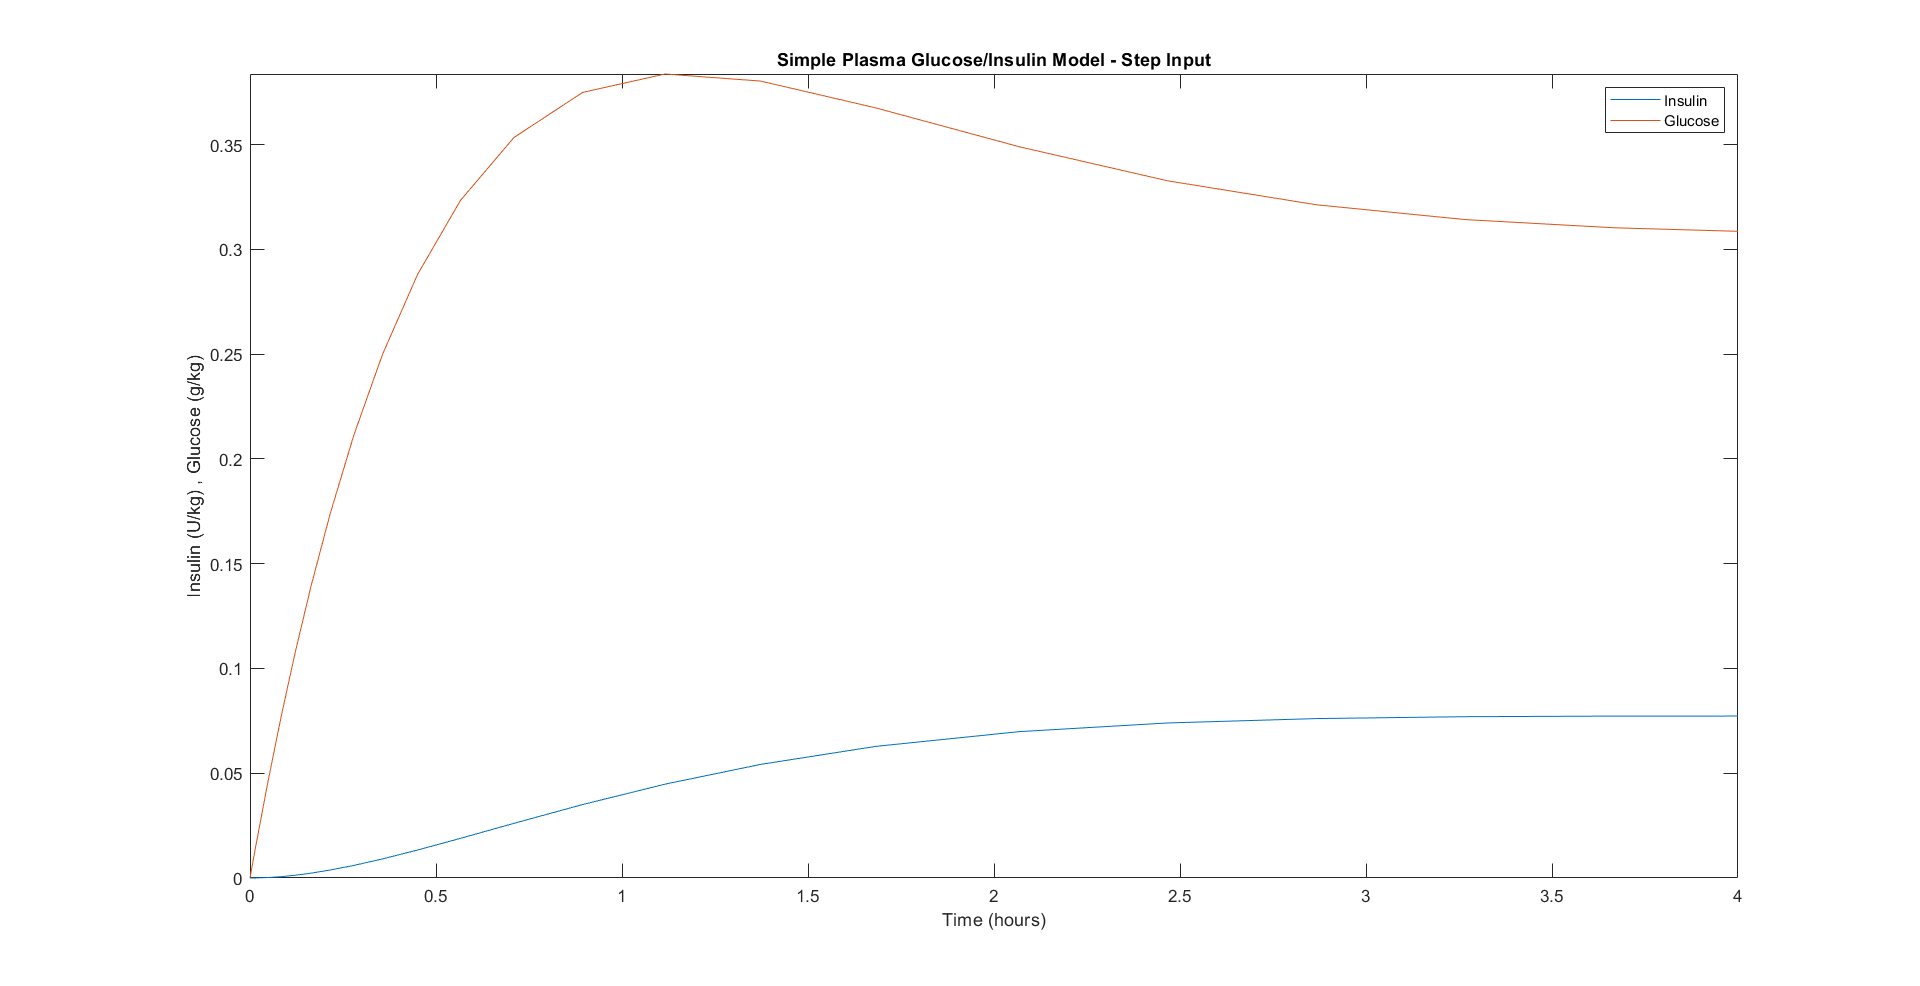 Simple Plasma Glucose/Insulin Model - Step Input
Insulin
Glucose
Insulin (U/kg) , Glucose (g/kg)
0.35
0.3
0.25
0.2
0.15
0.1
0.05
0
0 0.5 1 1.5 2 2.5 3 3.5 4
Time (hours)